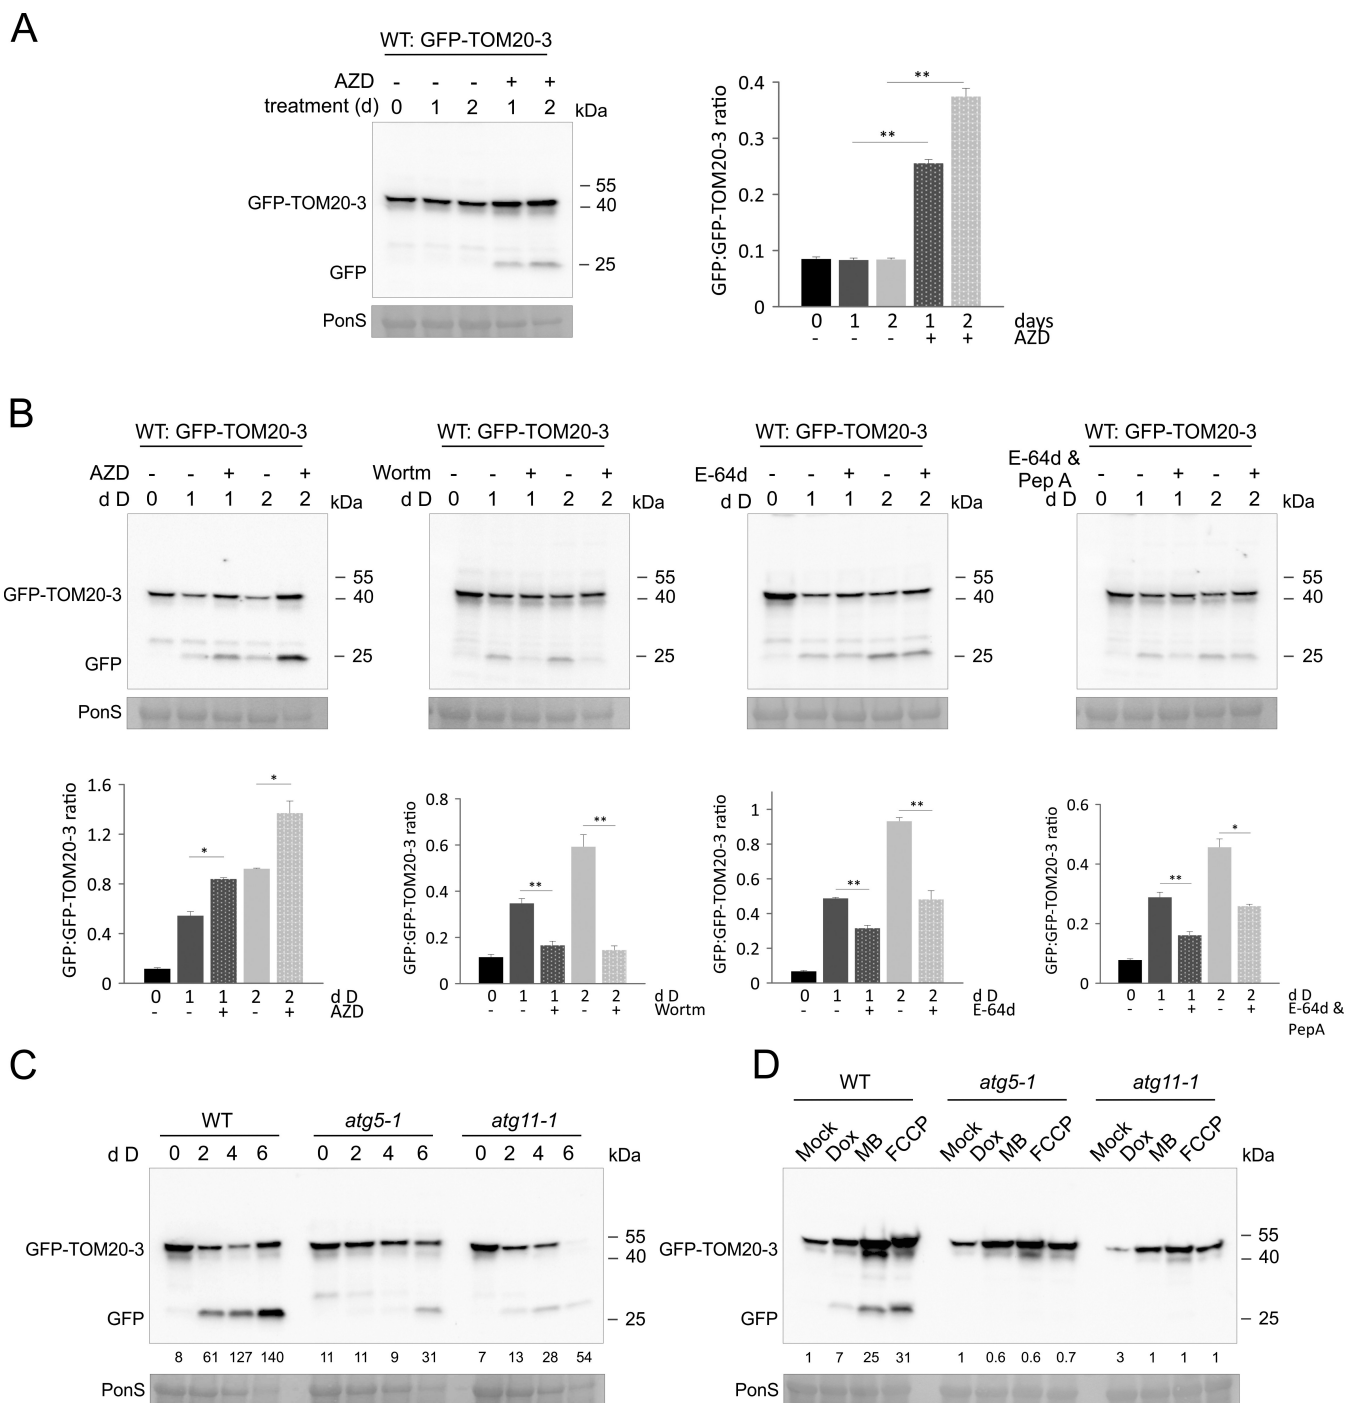 A
WT: GFP-TOM20-3
AZD - - - + +
treatment (d) 0 1 2 1 2 kDa
GFP-TOM20-3
– 55
– 40
GFP
– 25
PonS
GFP:GFP-TOM20-3 ratio
0.4
0.3
0.2
0.1
0
**
**
0 1 2 1 2 days
- - - + + AZD
B
WT: GFP-TOM20-3
AZD - - + - +
d D 0 1 1 2 2 kDa
GFP-TOM20-3
– 55
– 40
GFP
– 25
PonS
WT: GFP-TOM20-3
Wortm - - + - +
d D 0 1 1 2 2 kDa
– 55
– 40
– 25
WT: GFP-TOM20-3
E-64d - - + - +
d D 0 1 1 2 2 kDa
– 55
– 40
– 25
WT: GFP-TOM20-3
E-64d &
Pep A - - + - +
d D 0 1 1 2 2 kDa
– 55
– 40
– 25
GFP:GFP-TOM20-3 ratio
1.6
1.2
0.8
0.4
0
*
*
0 1 1 2 2 d D
- - + - + AZD
GFP:GFP-TOM20-3 ratio
0.8
0.6
0.4
0.2
0
**
**
0 1 1 2 2 d D
- - + - + Wortm
GFP:GFP-TOM20-3 ratio
1
0.8
0.6
0.4
0.2
0
**
**
0 1 1 2 2 d D
- - + - + E-64d
GFP:GFP-TOM20-3 ratio
0.6
0.4
0.2
0
**
*
0 1 1 2 2 d D
- - + - + E-64d &
PepA
C
WT atg5-1 atg11-1
d D 0 2 4 6 0 2 4 6 0 2 4 6 kDa
GFP-TOM20-3
– 55
– 40
GFP
– 25
8 61 127 140 11 11 9 31 7 13 28 54
PonS
D
WT atg5-1 atg11-1
Mock Dox MB FCCP Mock Dox MB FCCP Mock Dox MB FCCP kDa
GFP-TOM20-3
– 55
– 40
GFP
– 25
1 7 25 31 1 0.6 0.6 0.7 3 1 1 1
PonS